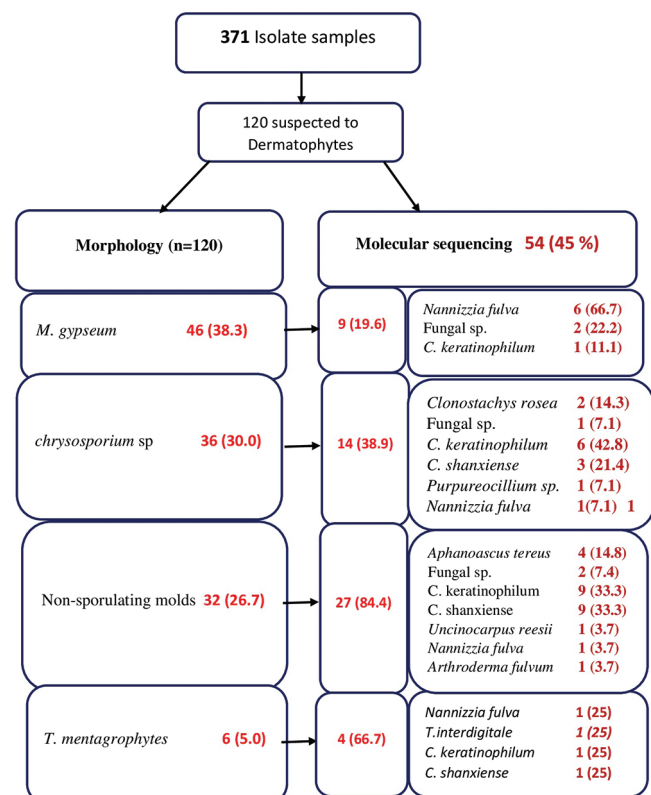 371 Isolate samples
120 suspected to
Dermatophytes
Morphology (n=120)
Molecular sequencing 54 (45 %)
M. gypseum 46 (38.3)
9 (19.6)
Nannizzia fulva 6 (66.7)
Fungal sp. 2 (22.2)
C. keratinophilum 1 (11.1)
chrysosporium sp 36 (30.0)
14 (38.9)
Clonostachys rosea 2 (14.3)
Fungal sp. 1 (7.1)
C. keratinophilum 6 (42.8)
C. shanxiense 3 (21.4)
Purpureocillium sp. 1 (7.1)
Nannizzia fulva 1(7.1) 1
Non-sporulating molds 32 (26.7)
27 (84.4)
Aphanoascus tereus 4 (14.8)
Fungal sp. 2 (7.4)
C. keratinophilum 9 (33.3)
C. shanxiense 9 (33.3)
Uncinocarpus reesii 1 (3.7)
Nannizzia fulva 1 (3.7)
Arthroderma fulvum 1 (3.7)
T. mentagrophytes 6 (5.0)
4 (66.7)
Nannizzia fulva 1 (25)
T.interdigitale 1 (25)
C. keratinophilum 1 (25)
C. shanxiense 1 (25)